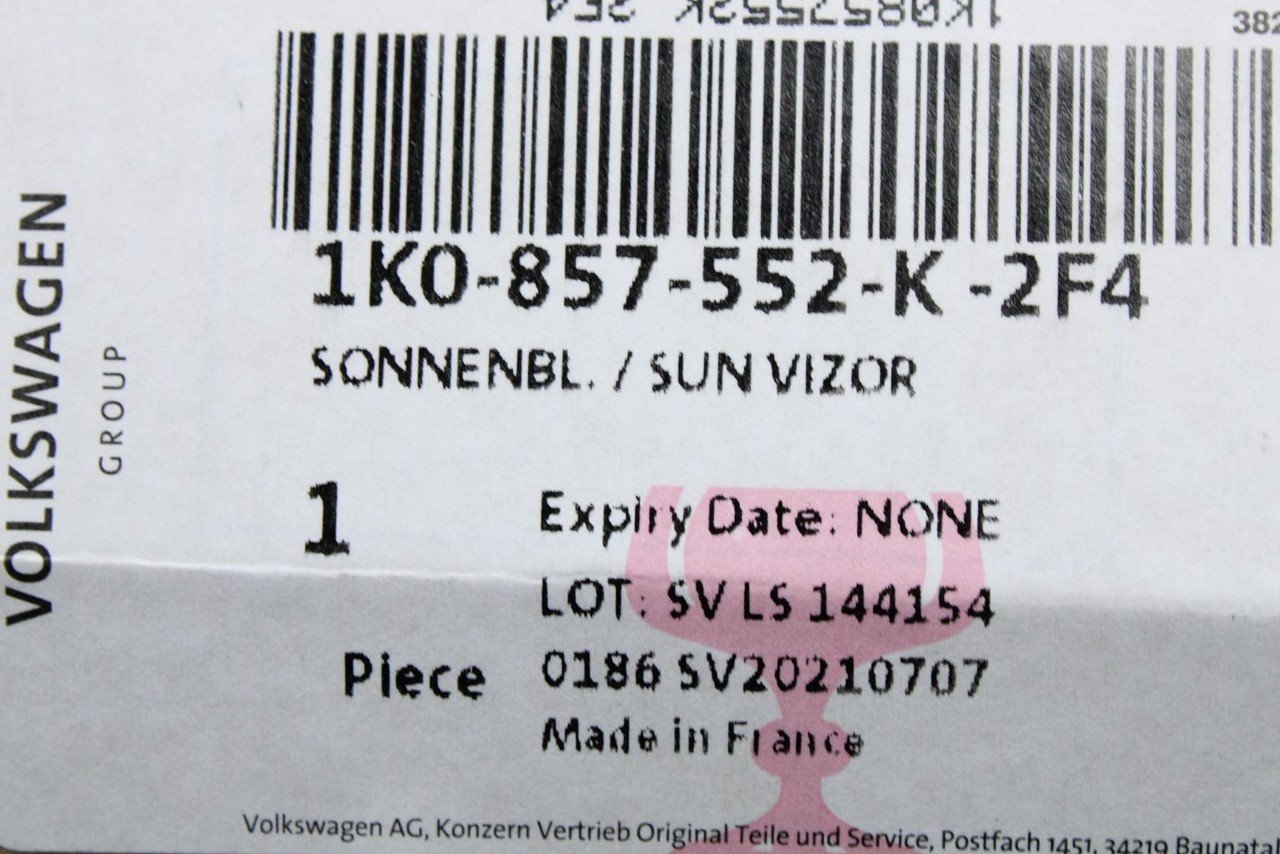 1K0857552K 2F4
382
1K0-857-552-K -2F4
SONNENBL. / SUN VIZOR
VOLKSWAGEN
GROUP
1
Piece
Expiry Date: NONE
LOT: SV LS 144154
0186 SV20210707
Made in France
Volkswagen AG, Konzern Vertrieb Original Teile und Service, Postfach 1451, 34219 Baunatal